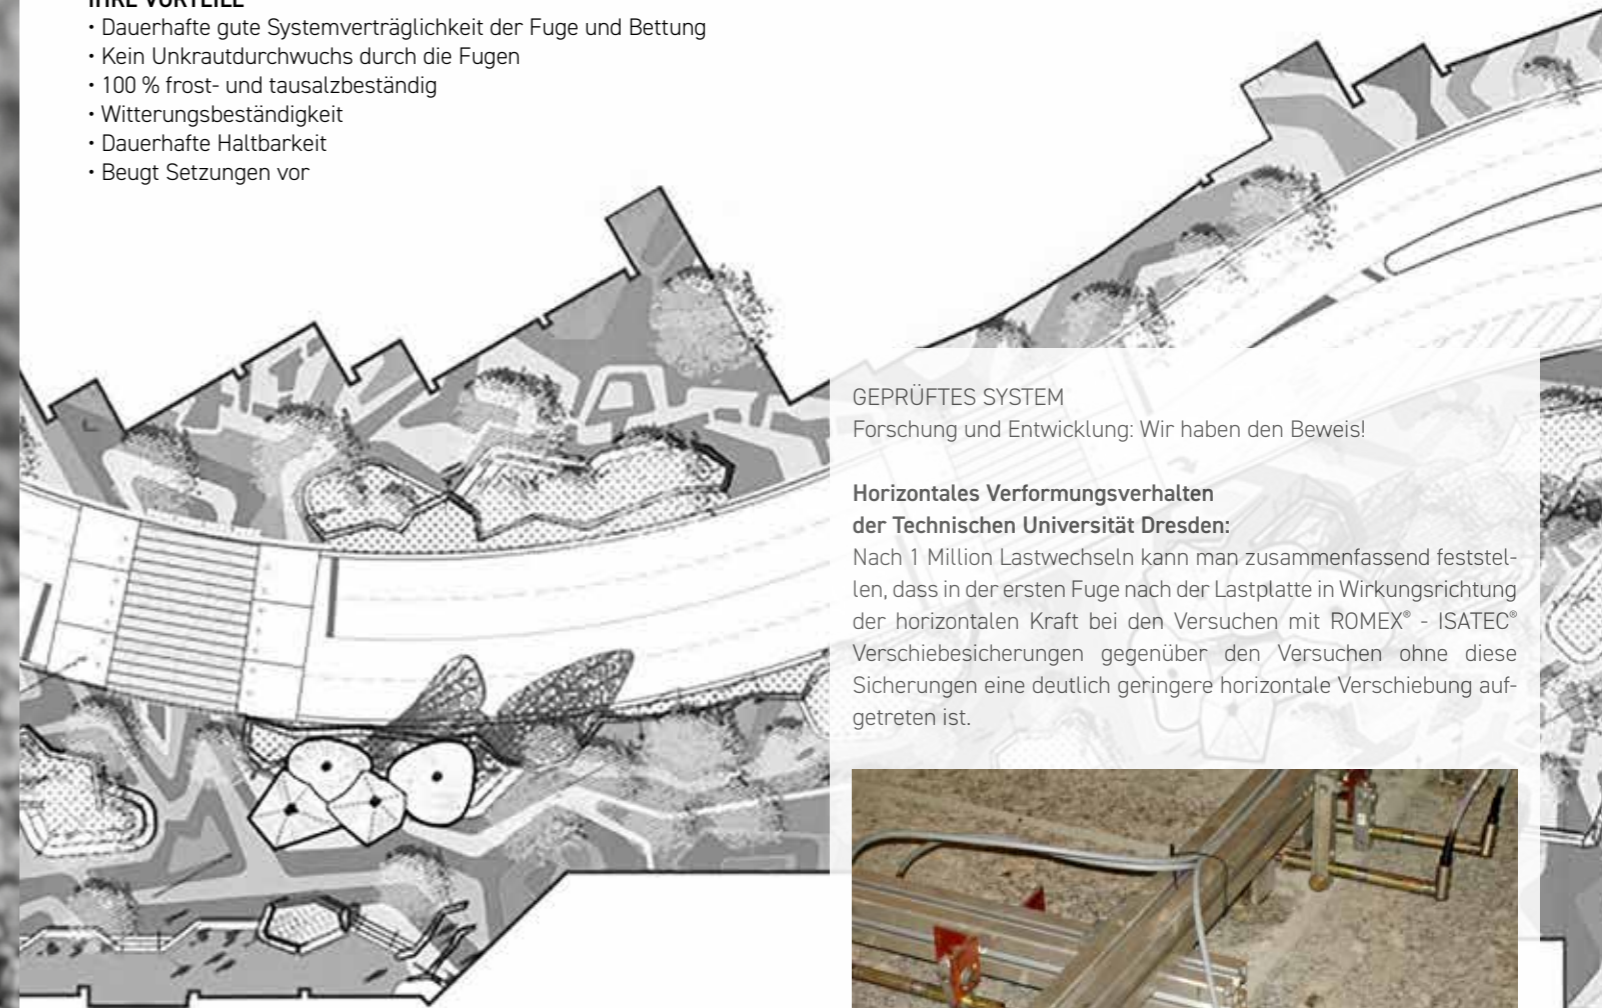 IHRE VORTEILE
• Dauerhafte gute Systemverträglichkeit der Fuge und Bettung
• Kein Unkrautdurchwuchs durch die Fugen
• 100 % frost- und tausalzbeständig
• Witterungsbeständigkeit
• Dauerhafte Haltbarkeit
• Beugt Setzungen vor
GEPRÜFTES SYSTEM
Forschung und Entwicklung: Wir haben den Beweis!
Horizontales Verformungsverhalten
der Technischen Universität Dresden:
Nach 1 Million Lastwechseln kann man zusammenfassend feststel-
len, dass in der ersten Fuge nach der Lastplatte in Wirkungsrichtung
der horizontalen Kraft bei den Versuchen mit ROMEX® - ISATEC®
Verschiebesicherungen gegenüber den Versuchen ohne diese
Sicherungen eine deutlich geringere horizontale Verschiebung auf-
getreten ist.